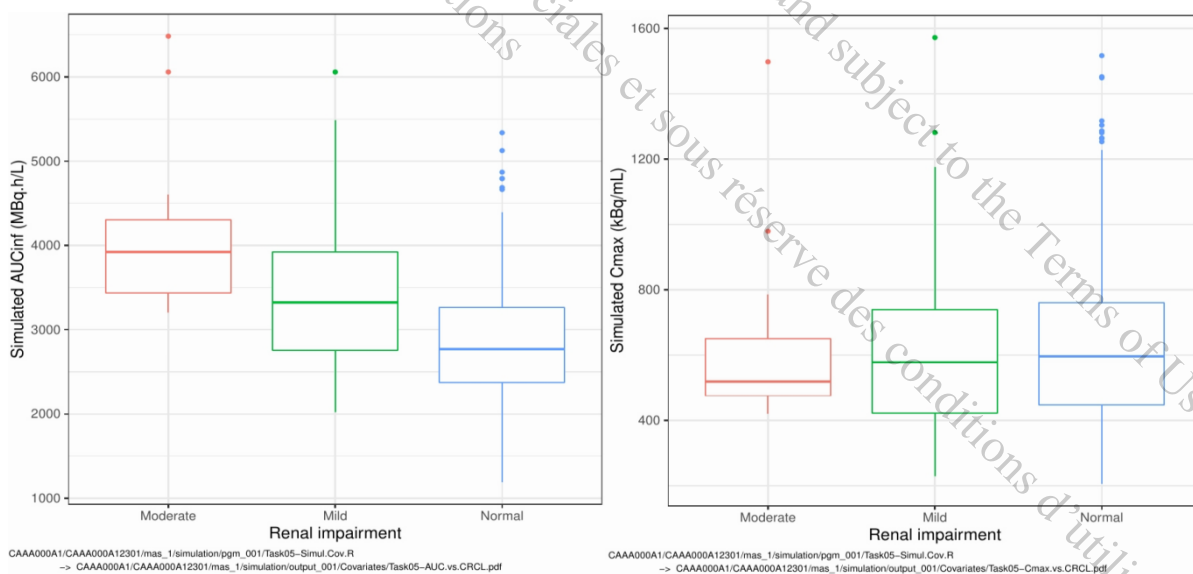 6000
5000
4000
3000
2000
1000
Simulated AUCinf (MBq.h/L)
Moderate
Mild
Normal
Renal impairment
CAAA000A1/CAAA000A12301/mas_1/simulation/pgm_001/Task05-Simul.Cov.R
-> CAAA000A1/CAAA000A12301/mas_1/simulation/output_001/Covariates/Task05-AUC.vs.CRCL.pdf
1600
1200
800
400
Simulated Cmax (kBq/mL)
Moderate
Mild
Normal
Renal impairment
CAAA000A1/CAAA000A12301/mas_1/simulation/pgm_001/Task05-Simul.Cov.R
-> CAAA000A1/CAAA000A12301/mas_1/simulation/output_001/Covariates/Task05-Cmax.vs.CRCL.pdf
ciales et sous réserve des conditions d'utili
and subject to the Terms of Us